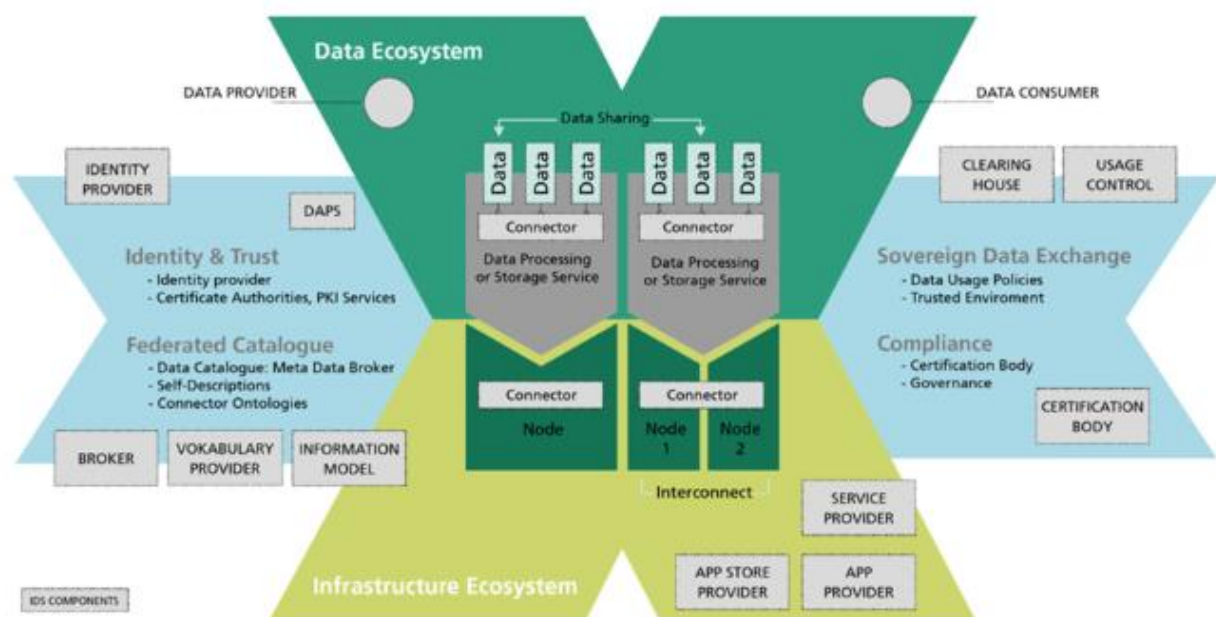 Data Ecosystem
DATA PROVIDER
DATA CONSUMER
Data Sharing
Data
Data
Data
Data
Data
Data
IDENTITY
PROVIDER
CLEARING
HOUSE
USAGE
CONTROL
DAPS
Connector
Connector
Identity & Trust
- Identity provider
- Certificate Authorities, PKI Services
Data Processing
or Storage Service
Data Processing
or Storage Service
Sovereign Data Exchange
- Data Usage Policies
- Trusted Enviroment
Federated Catalogue
- Data Catalogue: Meta Data Broker
- Self-Descriptions
- Connector Ontologies
Compliance
- Certification Body
- Governance
Connector
Connector
Node
Node
1
Node
2
CERTIFICATION
BODY
BROKER
VOKABULARY
PROVIDER
INFORMATION
MODEL
Interconnect
SERVICE
PROVIDER
Infrastructure Ecosystem
APP STORE
PROVIDER
APP
PROVIDER
IDS COMPONENTS